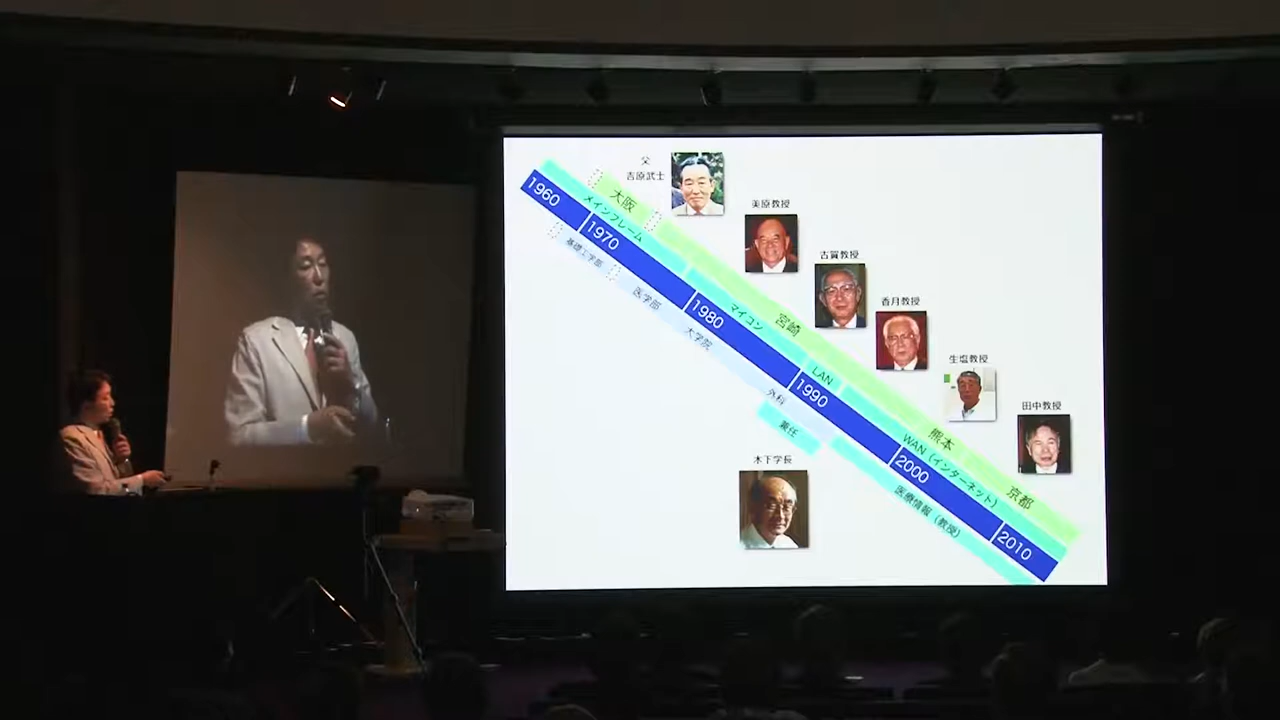 父
吉原武士
美原教授
古賀教授
香月教授
生塩教授
田中教授
大阪
宮崎
熊本
京都
メインフレーム
マイコン
LAN
WAN（インターネット）
1960
1970
1980
1990
2000
2010
基礎工学部
医学部
大学院
外科
兼任
医療情報（教授）
木下学長